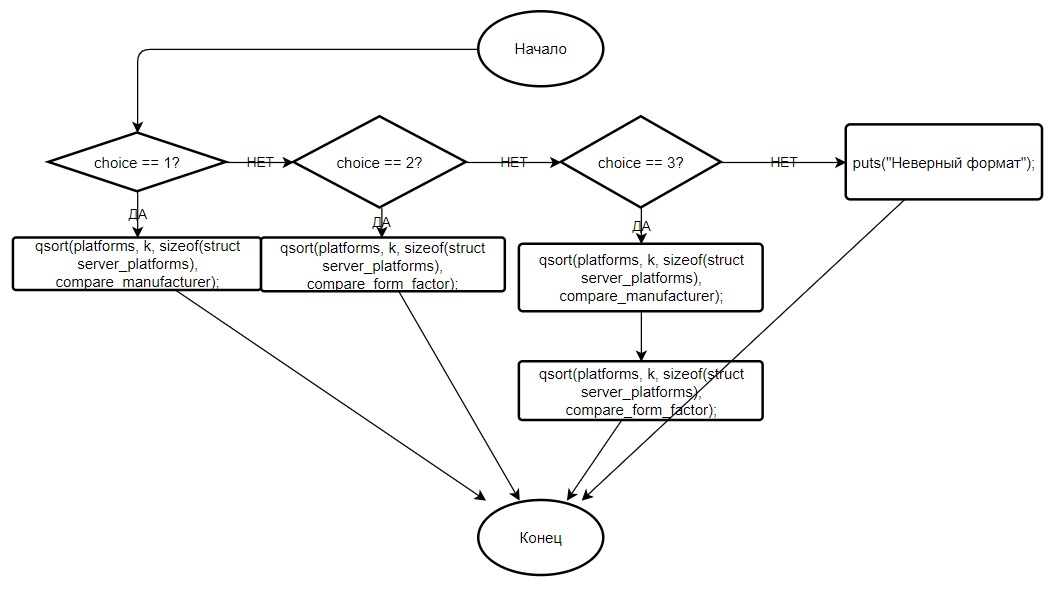 Начало
choice == 1?
НЕТ
choice == 2?
НЕТ
choice == 3?
НЕТ
puts("Неверный формат");
ДА
ДА
ДА
qsort(platforms, k, sizeof(struct
server_platforms),
compare_manufacturer);
qsort(platforms, k, sizeof(struct
server_platforms),
compare_form_factor);
qsort(platforms, k, sizeof(struct
server_platforms),
compare_manufacturer);
qsort(platforms, k, sizeof(struct
server_platforms),
compare_form_factor);
Конец